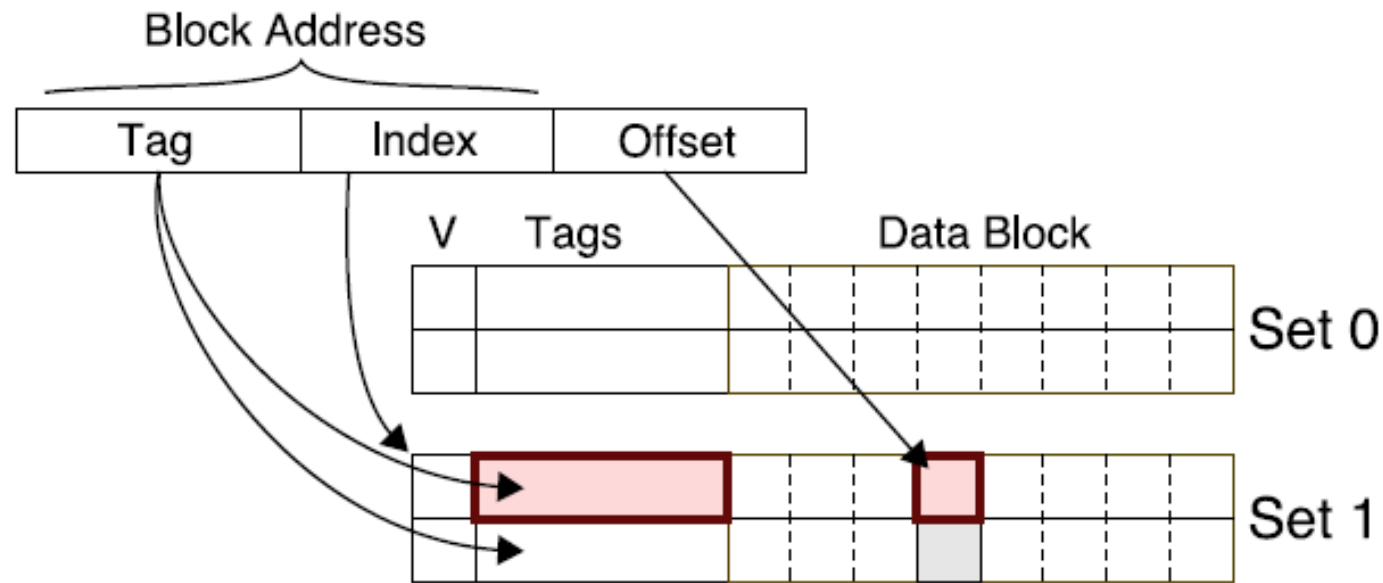 Block Address
Tag Index Offset
V Tags Data Block
Set 0
Set 1